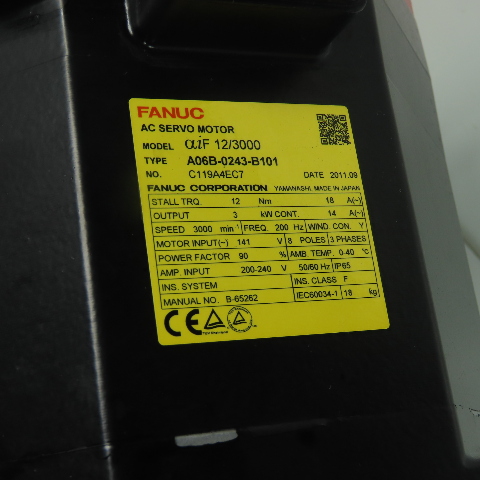 FANUC
AC SERVO MOTOR
MODEL αiF 12/3000
TYPE A06B-0243-B101
NO. C119A4EC7 DATE 2011.09
FANUC CORPORATION YAMANASHI, MADE IN JAPAN
STALL TRQ. 12 Nm 18 A(~)
OUTPUT 3 kW CONT. 14 A(~)
SPEED 3000 min⁻¹ FREQ. 200 Hz WIND. CON. Y
MOTOR INPUT(~) 141 V 8 POLES 3 PHASES
POWER FACTOR 90 % AMB. TEMP. 0-40 ℃
AMP. INPUT 200-240 V 50/60 Hz IP65
INS. SYSTEM INS. CLASS F
MANUAL NO. B-65262 IEC60034-1 18 kg
CE